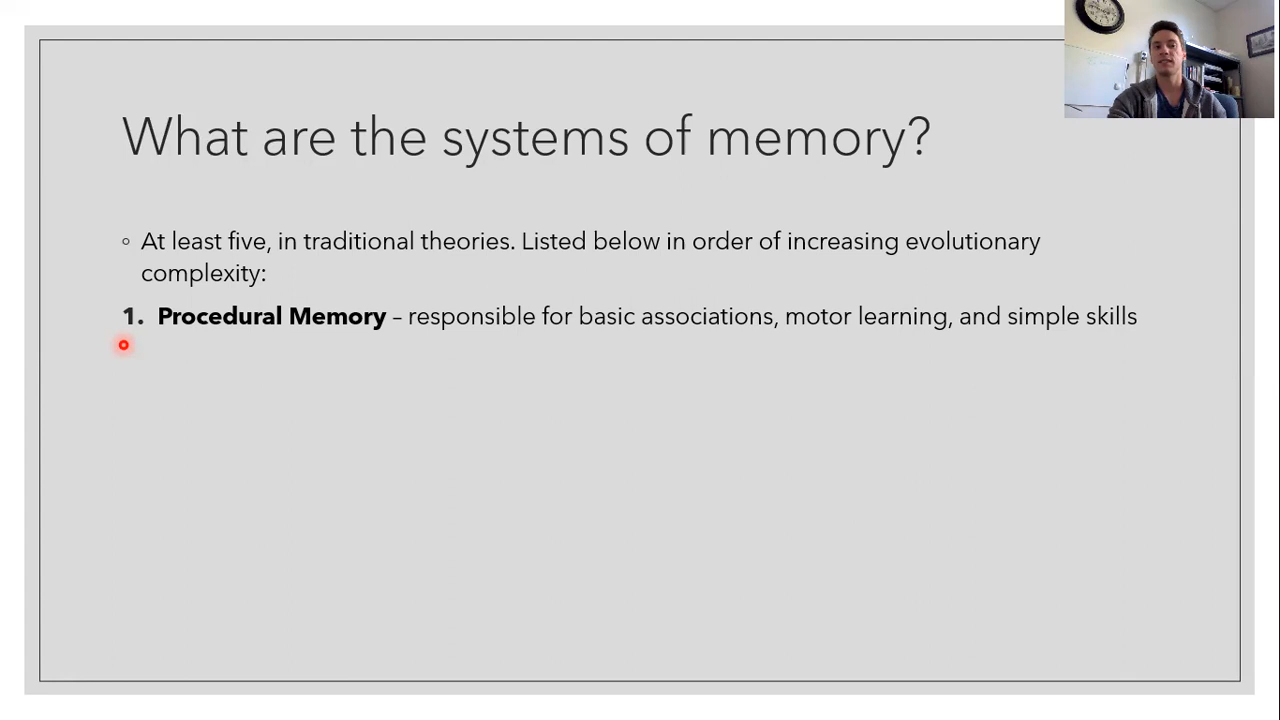 What are the systems of memory?
◦ At least five, in traditional theories. Listed below in order of increasing evolutionary
complexity:
1. Procedural Memory – responsible for basic associations, motor learning, and simple skills